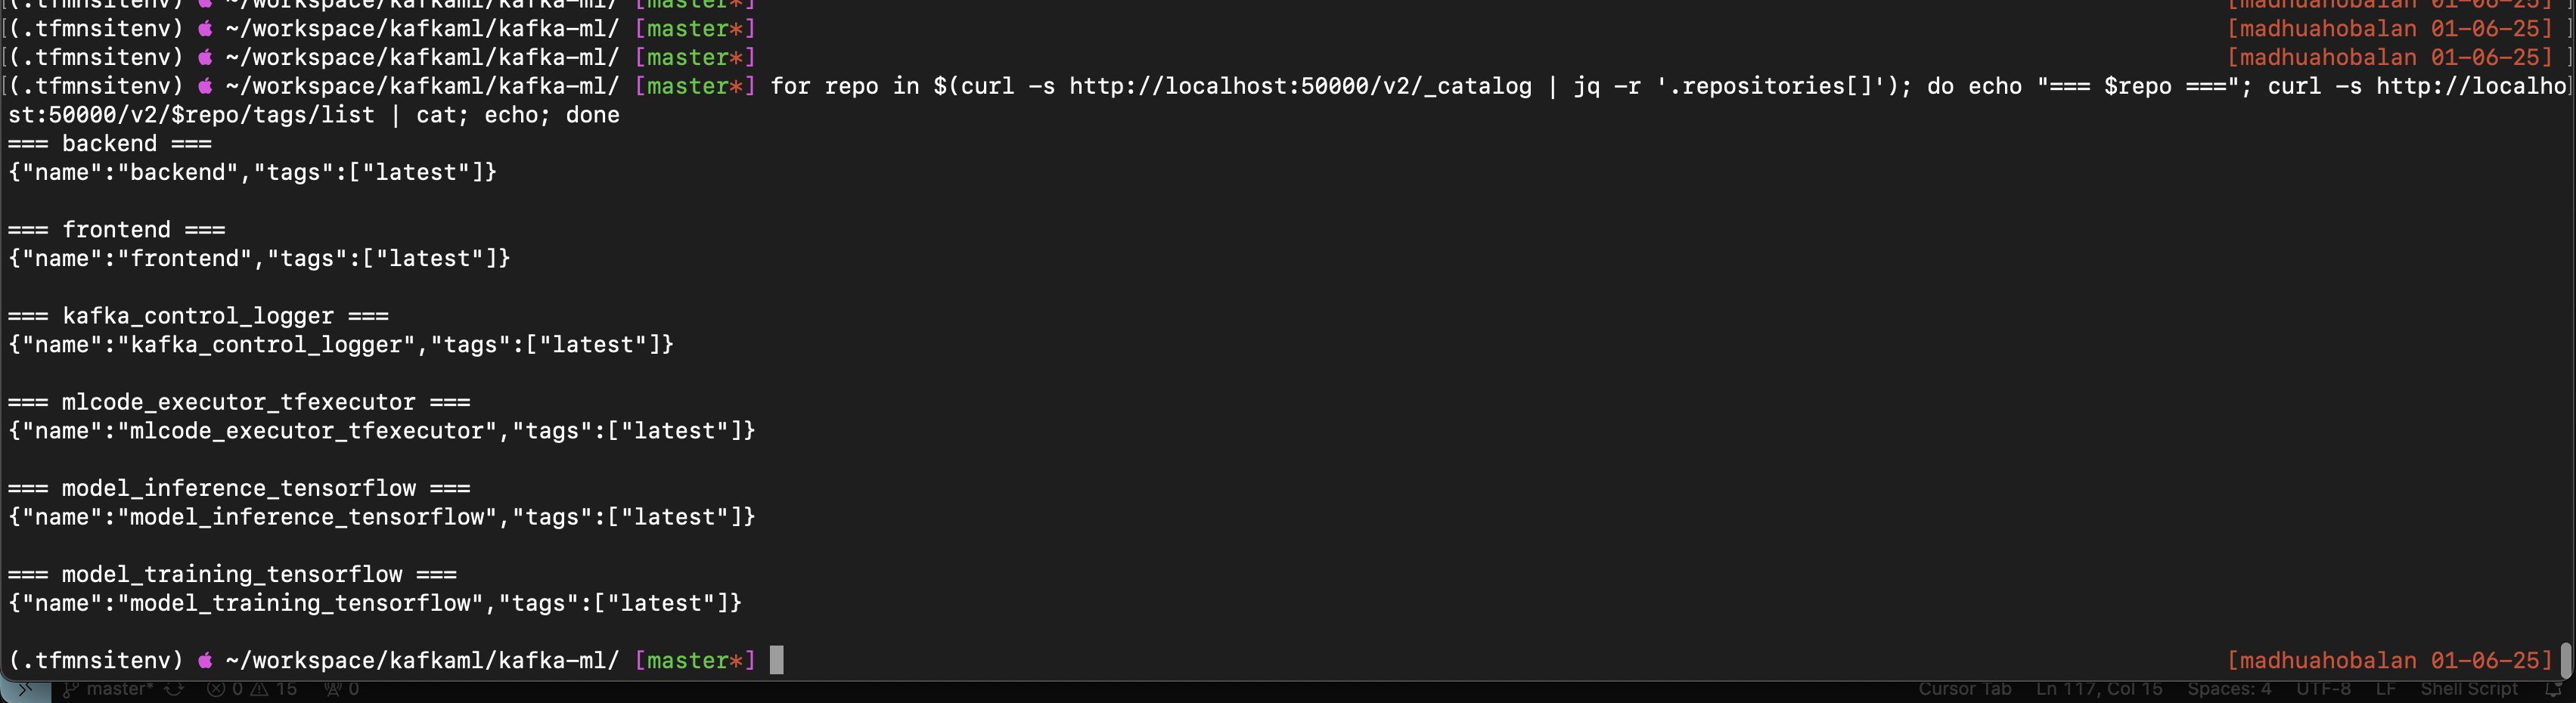 [(.tfmnsitenv)  ~/workspace/kafkaml/kafka-ml/ [master*] [madhuahobalan 01-06-25] ]
[(.tfmnsitenv)  ~/workspace/kafkaml/kafka-ml/ [master*] [madhuahobalan 01-06-25] ]
[(.tfmnsitenv)  ~/workspace/kafkaml/kafka-ml/ [master*] [madhuahobalan 01-06-25] ]
[(.tfmnsitenv)  ~/workspace/kafkaml/kafka-ml/ [master*] for repo in $(curl -s http://localhost:50000/v2/_catalog | jq -r '.repositories[]'); do echo "=== $repo ==="; curl -s http://localho]
st:50000/v2/$repo/tags/list | cat; echo; done
=== backend ===
{"name":"backend","tags":["latest"]}
=== frontend ===
{"name":"frontend","tags":["latest"]}
=== kafka_control_logger ===
{"name":"kafka_control_logger","tags":["latest"]}
=== mlcode_executor_tfexecutor ===
{"name":"mlcode_executor_tfexecutor","tags":["latest"]}
=== model_inference_tensorflow ===
{"name":"model_inference_tensorflow","tags":["latest"]}
=== model_training_tensorflow ===
{"name":"model_training_tensorflow","tags":["latest"]}
(.tfmnsitenv)  ~/workspace/kafkaml/kafka-ml/ [master*] [madhuahobalan 01-06-25]
master* 0 15 0 Cursor Tab Ln 117, Col 15 Spaces: 4 UTF-8 LF Shell Script